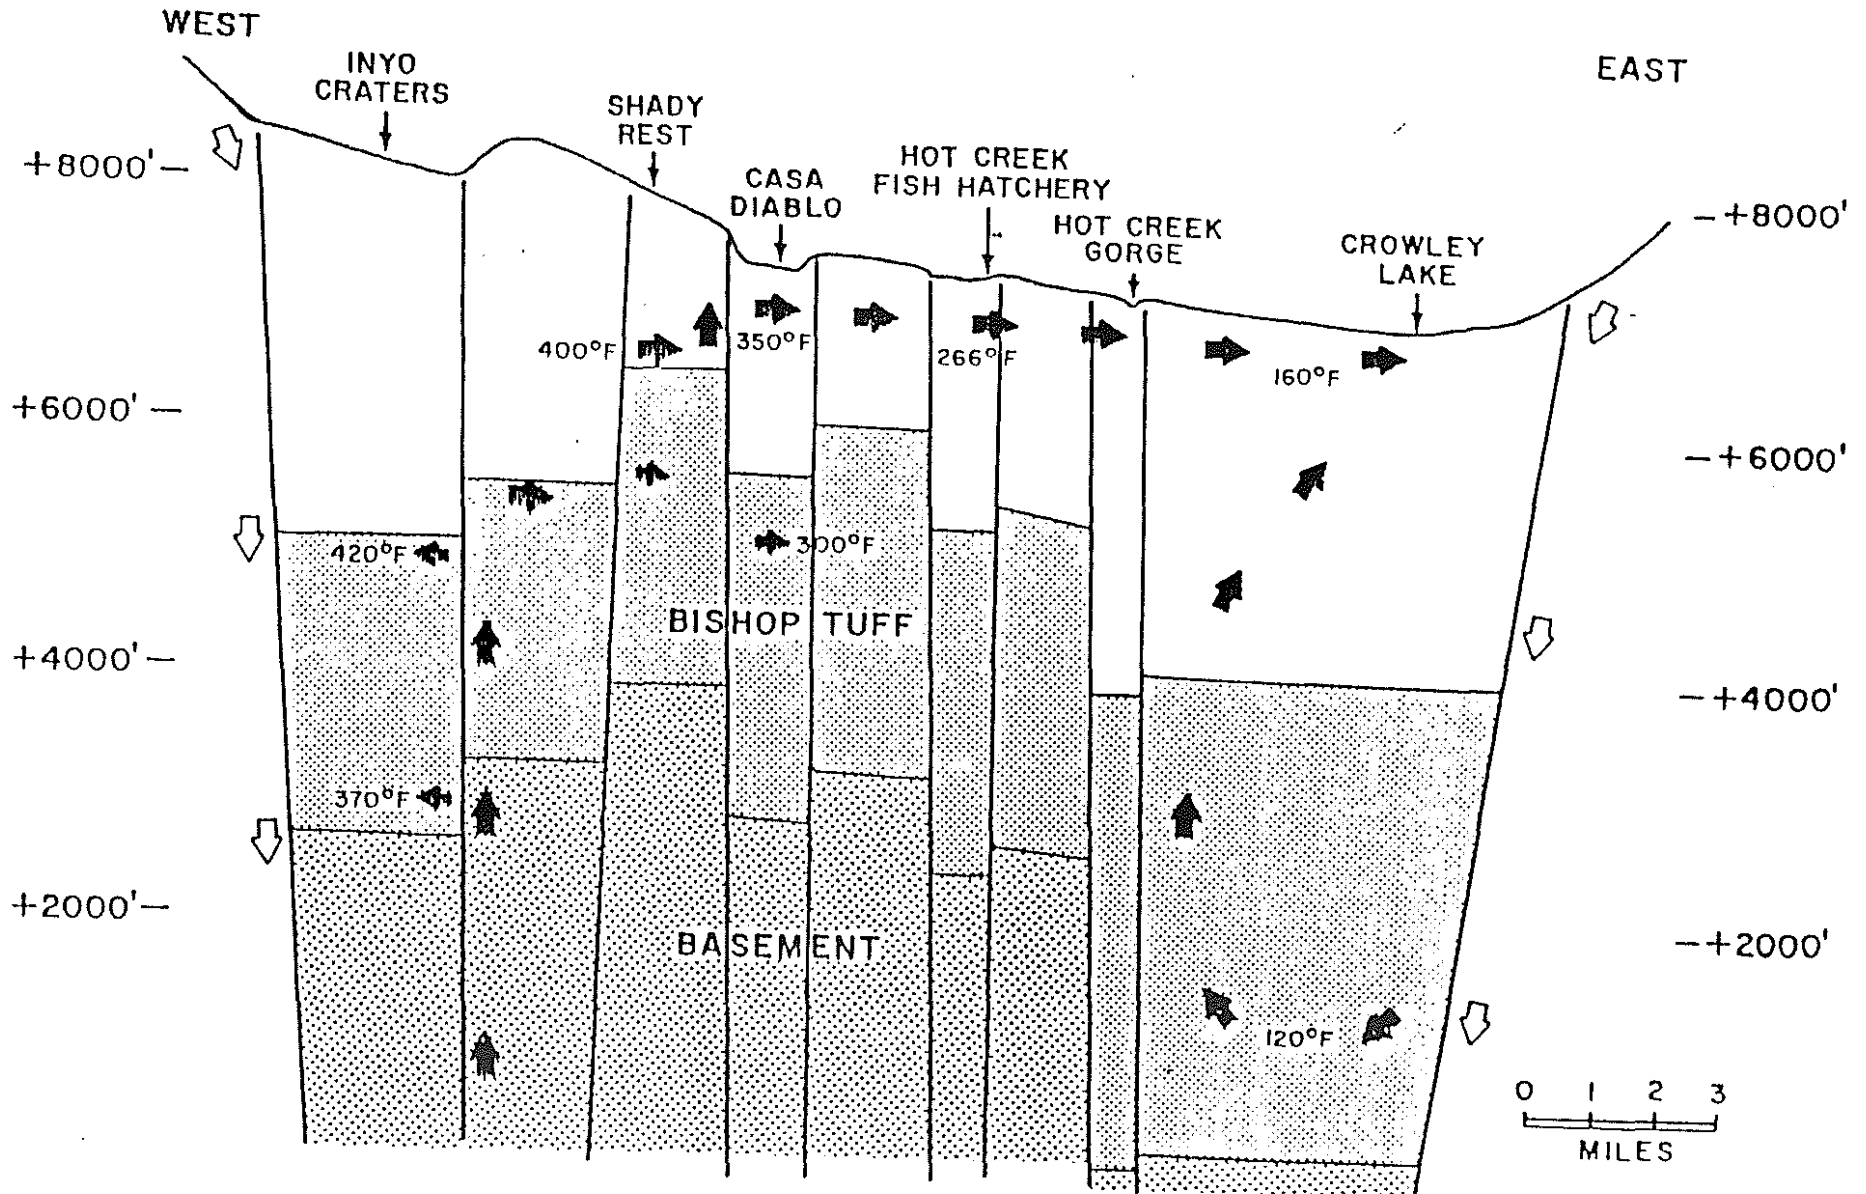 WEST
EAST
INYO
CRATERS
SHADY
REST
CASA
DIABLO
HOT CREEK
FISH HATCHERY
HOT CREEK
GORGE
CROWLEY
LAKE
+8000'
-+8000'
+6000'
-+6000'
+4000'
-+4000'
+2000'
-+2000'
400°F
350°F
266°F
160°F
420°F
300°F
370°F
120°F
BISHOP TUFF
BASEMENT
0 1 2 3
MILES